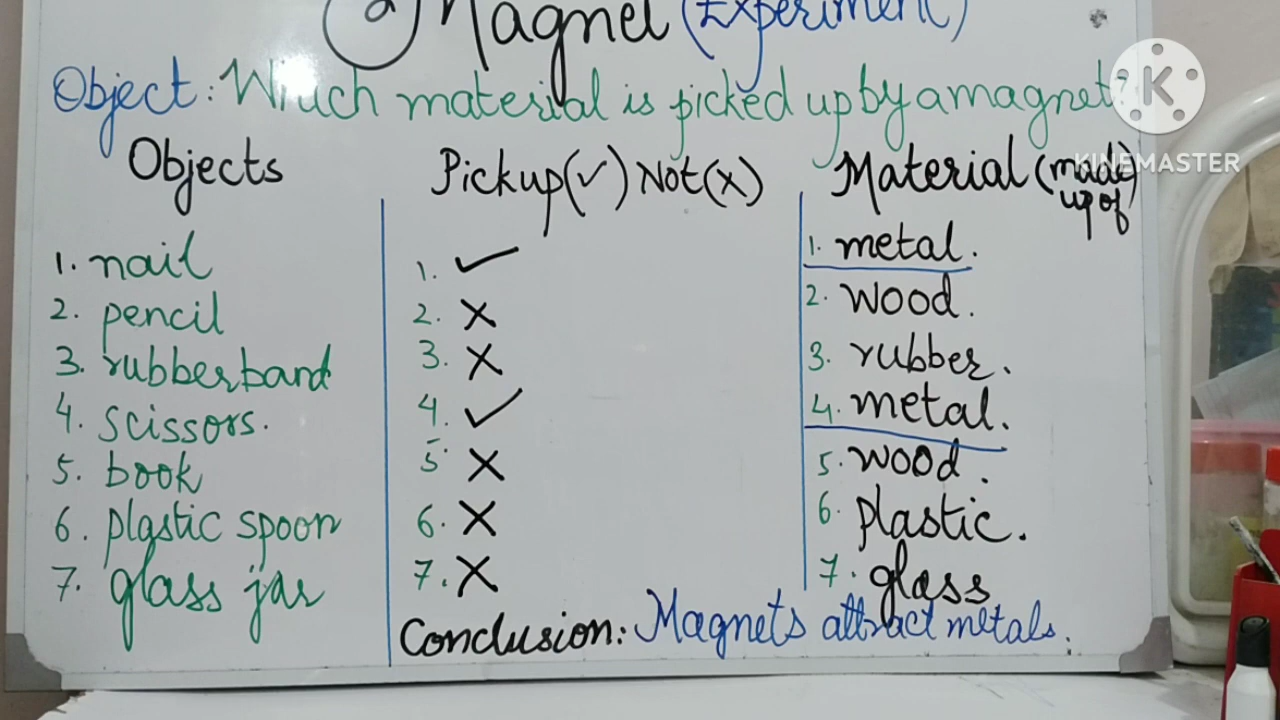 a Magnet (Experiment)
Object: Which material is picked up by a magnet?
Objects Pickup(✓) Not(x) Material (made up of
1. nail 1. ✓ 1. metal.
2. pencil 2. x 2. wood.
3. rubberband 3. x 3. rubber.
4. scissors. 4. ✓ 4. metal.
5. book 5. x 5. wood.
6. plastic spoon 6. x 6. plastic.
7. glass jar 7. x 7. glass
Conclusion: Magnets attract metals.
K
KINEMASTER